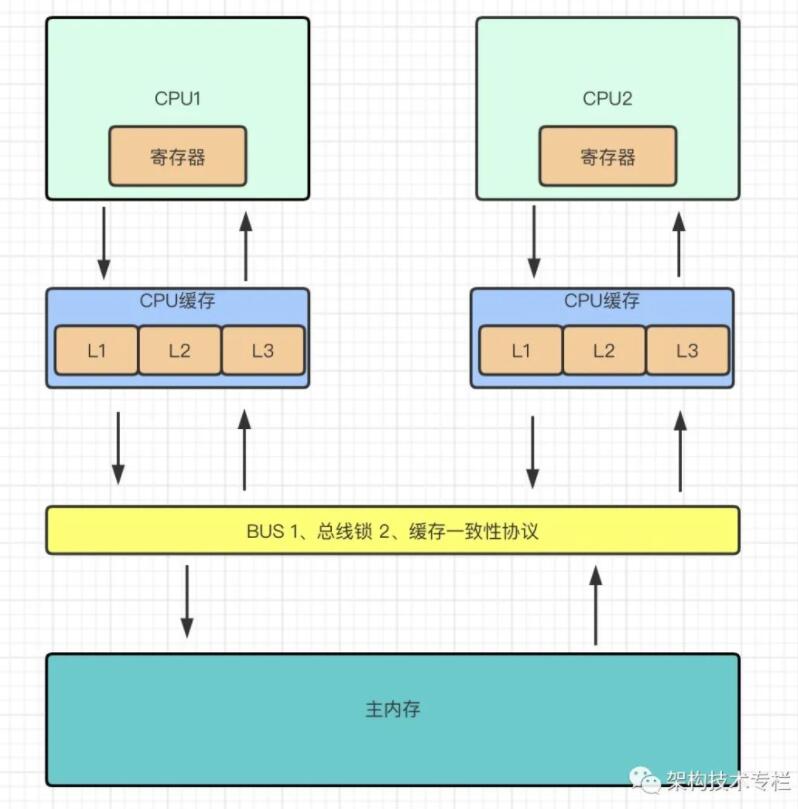 CPU1 CPU2
寄存器 寄存器
CPU缓存 CPU缓存
L1 L2 L3 L1 L2 L3
BUS 1、总线锁 2、缓存一致性协议
主内存
架构技术专栏